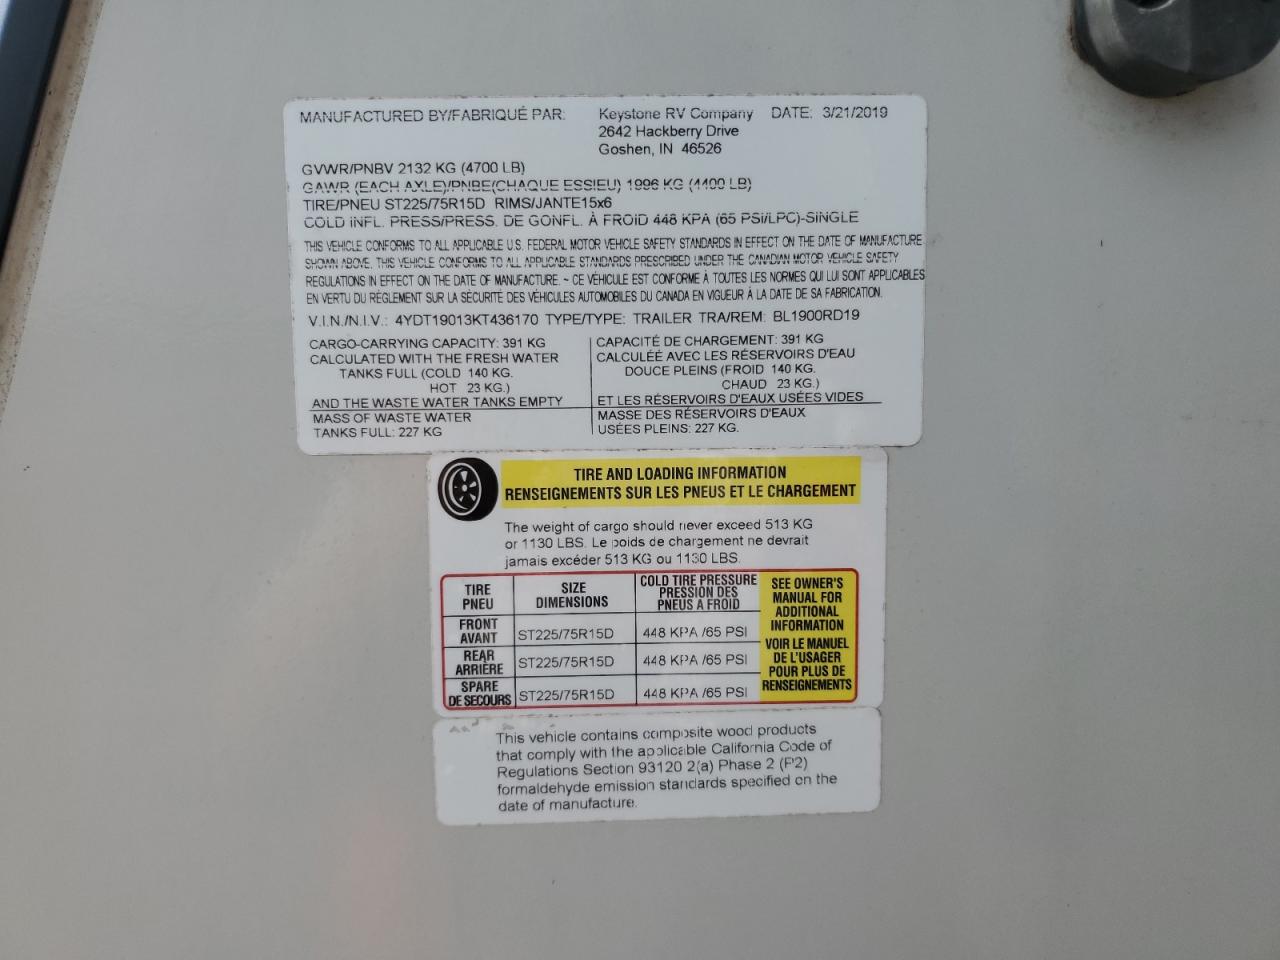 MANUFACTURED BY/FABRIQUÉ PAR: Keystone RV Company DATE: 3/21/2019
2642 Hackberry Drive
Goshen, IN 46526
GVWR/PNBV 2132 KG (4700 LB)
GAWR (EACH AXLE)/PNBE(CHAQUE ESSIEU) 1996 KG (4400 LB)
TIRE/PNEU ST225/75R15D RIMS/JANTE15x6
COLD INFL. PRESS/PRESS. DE GONFL. À FROID 448 KPA (65 PSI/LPC)-SINGLE
THIS VEHICLE CONFORMS TO ALL APPLICABLE U.S. FEDERAL MOTOR VEHICLE SAFETY STANDARDS IN EFFECT ON THE DATE OF MANUFACTURE
SHOWN ABOVE. THIS VEHICLE CONFORMS TO ALL APPLICABLE STANDARDS PRESCRIBED UNDER THE CANADIAN MOTOR VEHICLE SAFETY
REGULATIONS IN EFFECT ON THE DATE OF MANUFACTURE. ~ CE VÉHICULE EST CONFORME À TOUTES LES NORMES QUI LUI SONT APPLICABLES
EN VERTU DU RÈGLEMENT SUR LA SÉCURITÉ DES VÉHICULES AUTOMOBILES DU CANADA EN VIGUEUR À LA DATE DE SA FABRICATION.
V.I.N./N.I.V.: 4YDT19013KT436170 TYPE/TYPE: TRAILER TRA/REM: BL1900RD19
CARGO-CARRYING CAPACITY: 391 KG
CALCULATED WITH THE FRESH WATER
TANKS FULL (COLD 140 KG.
HOT 23 KG.)
AND THE WASTE WATER TANKS EMPTY
MASS OF WASTE WATER
TANKS FULL: 227 KG
CAPACITÉ DE CHARGEMENT: 391 KG
CALCULÉE AVEC LES RÉSERVOIRS D'EAU
DOUCE PLEINS (FROID 140 KG.
CHAUD 23 KG.)
ET LES RÉSERVOIRS D'EAUX USÉES VIDES
MASSE DES RÉSERVOIRS D'EAUX
USÉES PLEINS: 227 KG.
TIRE AND LOADING INFORMATION
RENSEIGNEMENTS SUR LES PNEUS ET LE CHARGEMENT
The weight of cargo should never exceed 513 KG
or 1130 LBS. Le poids de chargement ne devrait
jamais excéder 513 KG ou 1130 LBS.
TIRE
PNEU
SIZE
DIMENSIONS
COLD TIRE PRESSURE
PRESSION DES
PNEUS A FROID
FRONT
AVANT
ST225/75R15D 448 KPA /65 PSI
REAR
ARRIÈRE
ST225/75R15D 448 KPA /65 PSI
SPARE
DE SECOURS
ST225/75R15D 448 KPA /65 PSI
SEE OWNER'S
MANUAL FOR
ADDITIONAL
INFORMATION
VOIR LE MANUEL
DE L'USAGER
POUR PLUS DE
RENSEIGNEMENTS
This vehicle contains composite wood products
that comply with the applicable California Code of
Regulations Section 93120 2(a) Phase 2 (P2)
formaldehyde emission standards specified on the
date of manufacture.